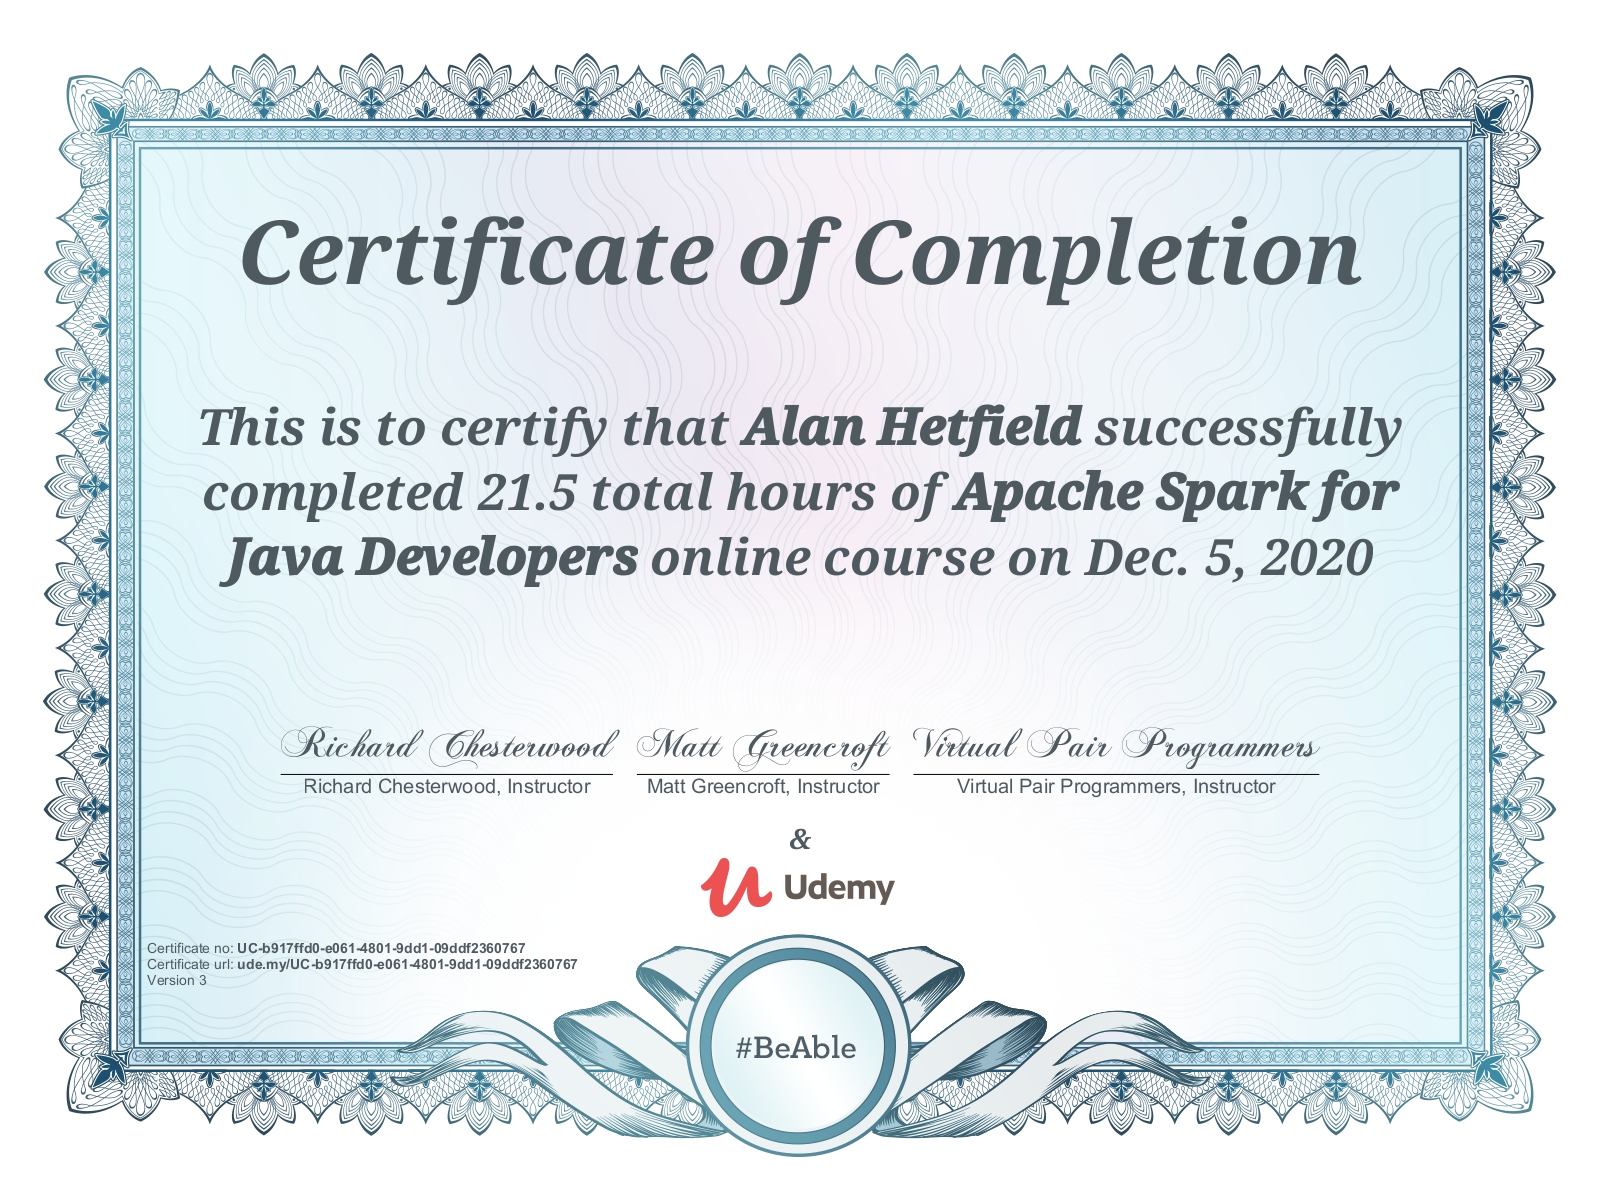 Certificate of Completion
This is to certify that Alan Hetfield successfully
completed 21.5 total hours of Apache Spark for
Java Developers online course on Dec. 5, 2020
Richard Chesterwood Matt Greencroft Virtual Pair Programmers
Richard Chesterwood, Instructor Matt Greencroft, Instructor Virtual Pair Programmers, Instructor
&
Udemy
Certificate no: UC-b917ffd0-e061-4801-9dd1-09ddf2360767
Certificate url: ude.my/UC-b917ffd0-e061-4801-9dd1-09ddf2360767
Version 3
#BeAble